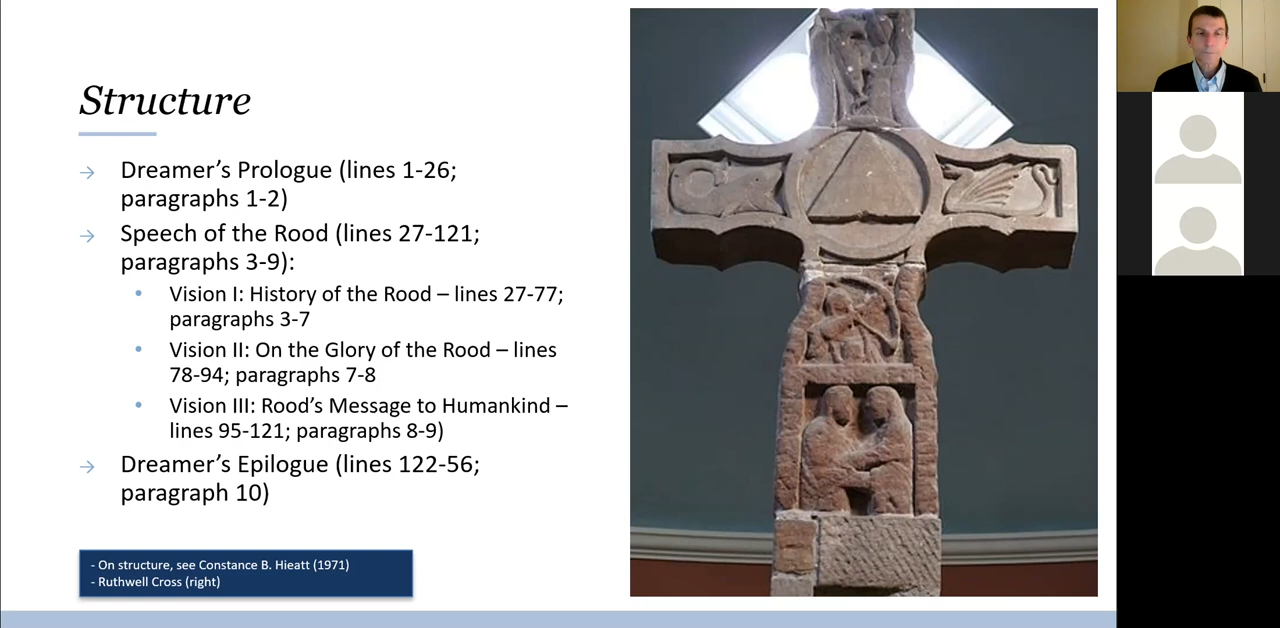 Structure
→ Dreamer’s Prologue (lines 1-26;
paragraphs 1-2)
→ Speech of the Rood (lines 27-121;
paragraphs 3-9):
• Vision I: History of the Rood – lines 27-77;
paragraphs 3-7
• Vision II: On the Glory of the Rood – lines
78-94; paragraphs 7-8
• Vision III: Rood’s Message to Humankind –
lines 95-121; paragraphs 8-9)
→ Dreamer’s Epilogue (lines 122-56;
paragraph 10)
- On structure, see Constance B. Hieatt (1971)
- Ruthwell Cross (right)